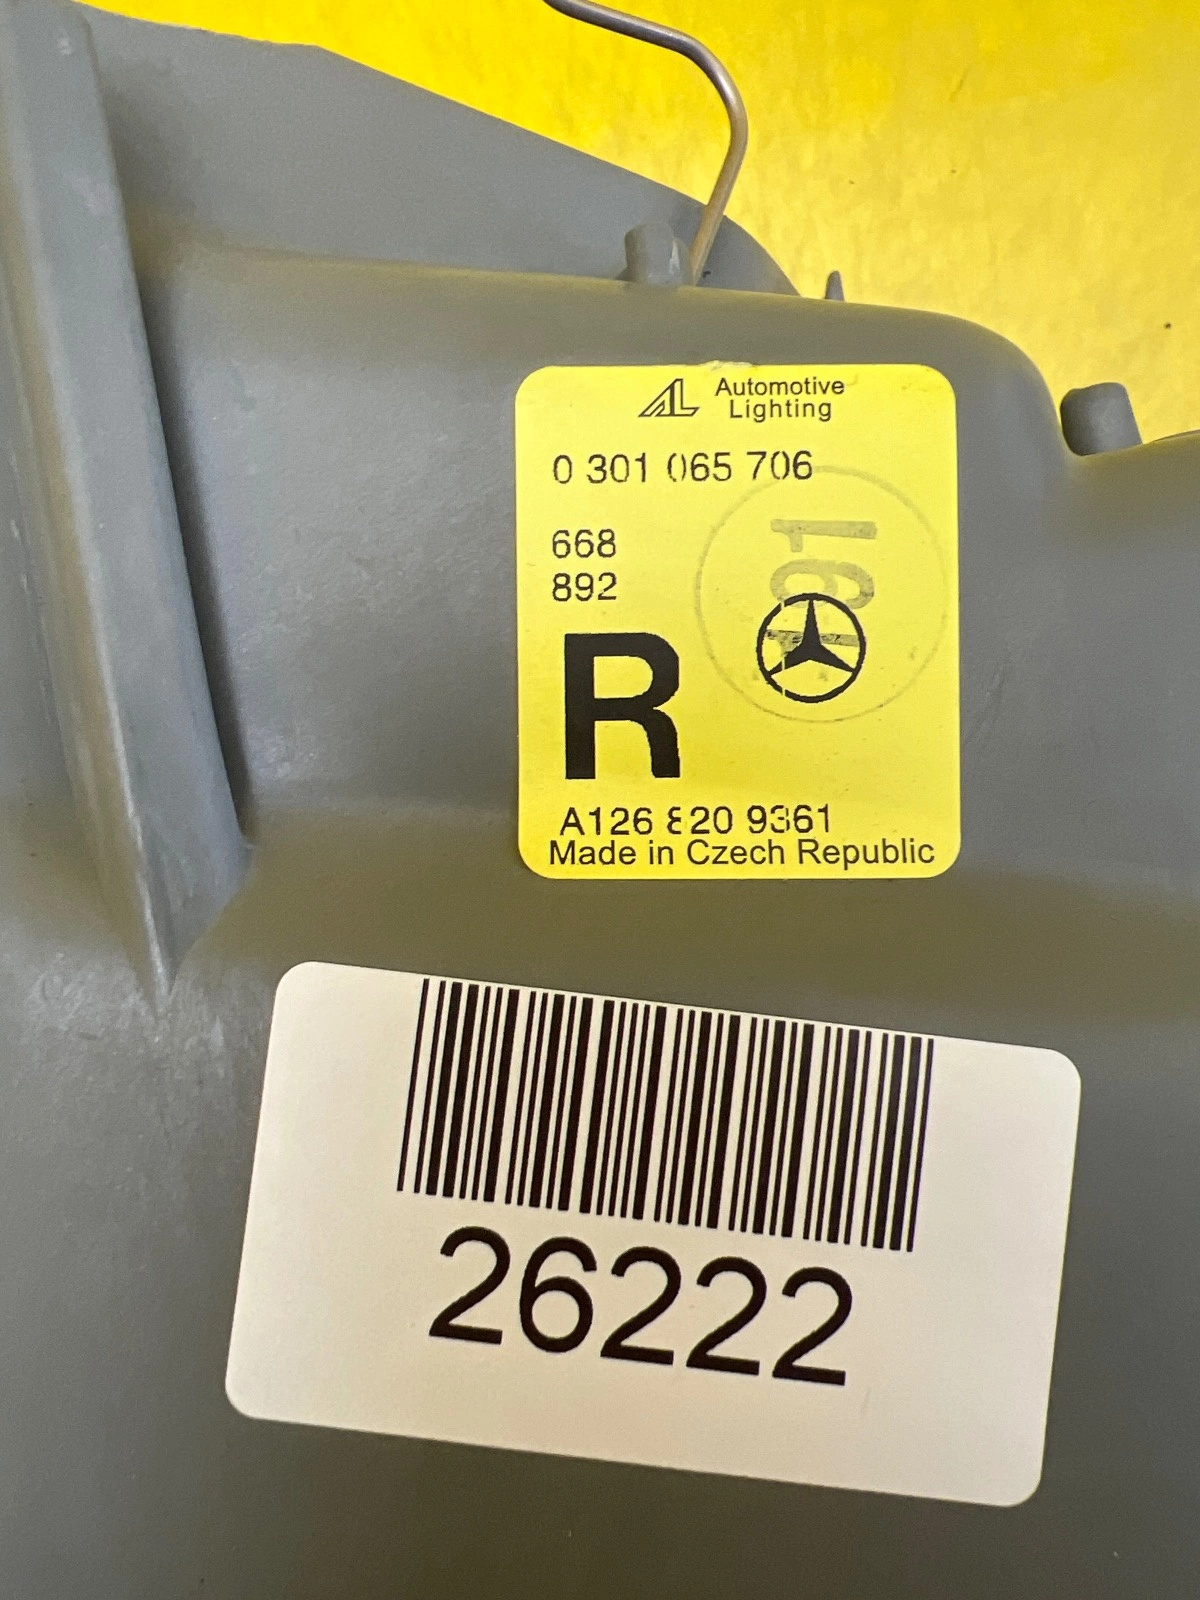 Automotive
Lighting
0 301 065 706
668
892
R
A126 820 9361
Made in Czech Republic
26222